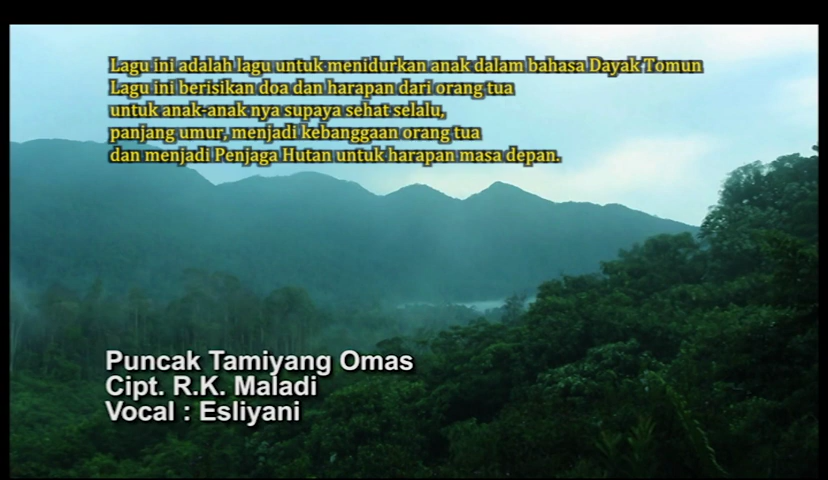 Lagu ini adalah lagu untuk menidurkan anak dalam bahasa Dayak Tomun
Lagu ini berisikan doa dan harapan dari orang tua
untuk anak-anak nya supaya sehat selalu,
panjang umur, menjadi kebanggaan orang tua
dan menjadi Penjaga Hutan untuk harapan masa depan.
Puncak Tamiyang Omas
Cipt. R.K. Maladi
Vocal : Esliyani